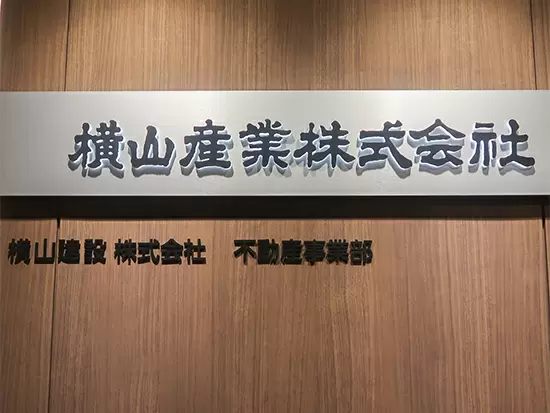 横山産業株式会社
横山建設 株式会社　不動産事業部